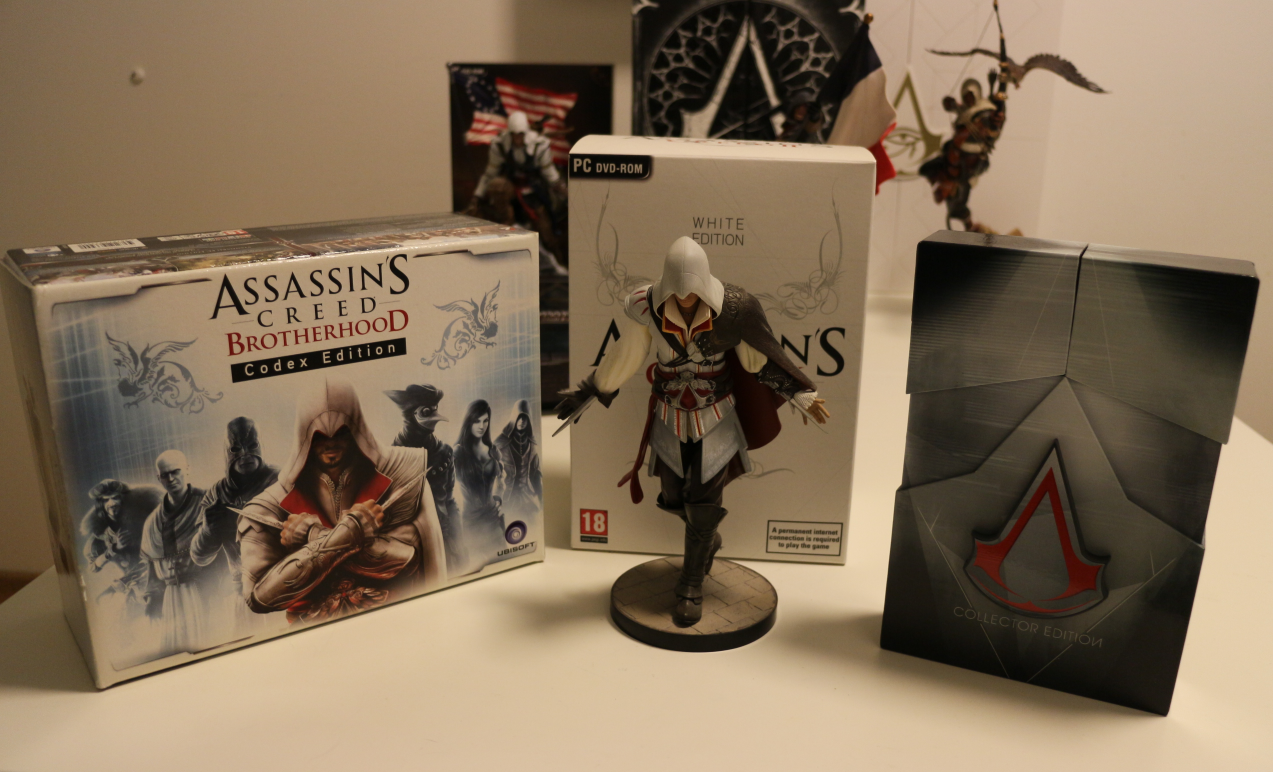 ASSASSIN'S
CREED
BROTHERHOOD
Codex Edition
UBISOFT
PC DVD-ROM
WHITE
EDITION
18
A permanent internet
connection is required
to play the game
COLLECTOR EDITION